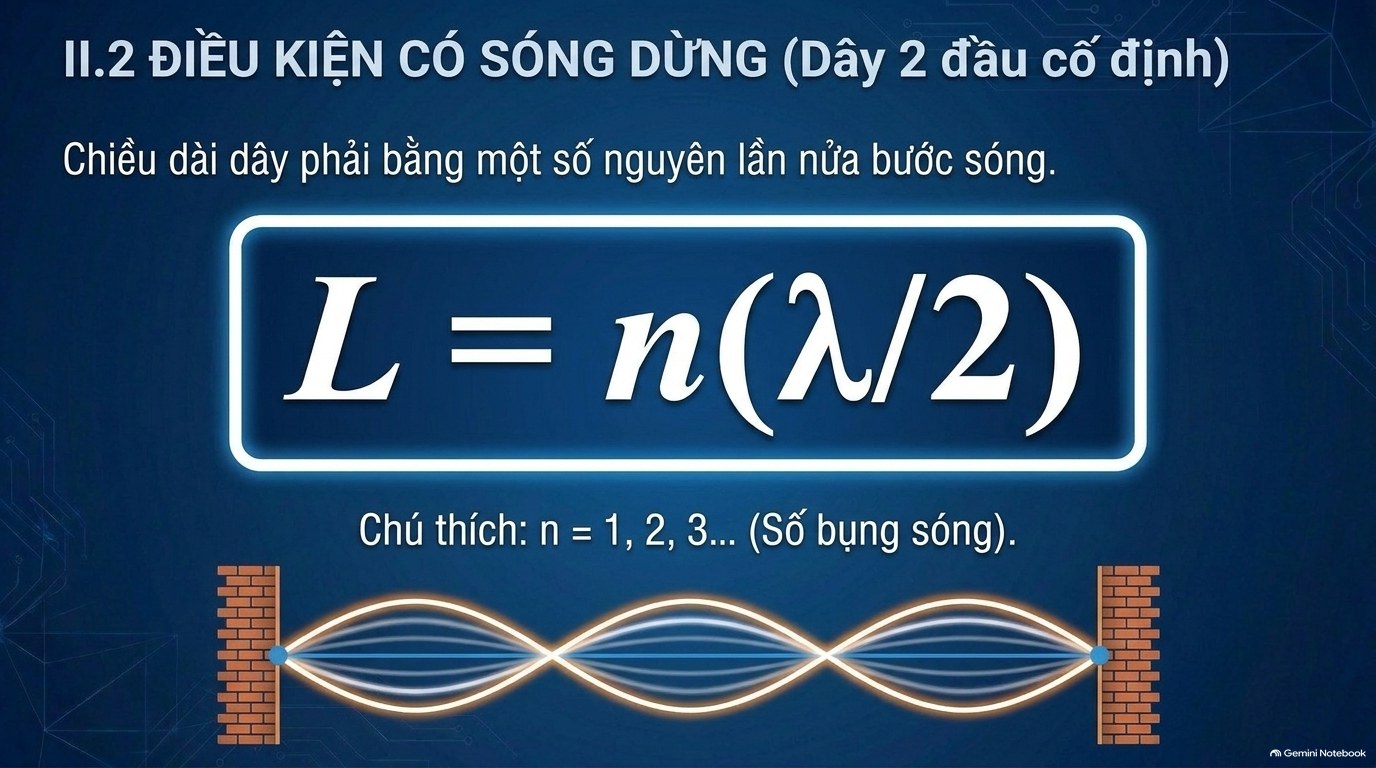 II.2 ĐIỀU KIỆN CÓ SÓNG DỪNG (Dây 2 đầu cố định)
Chiều dài dây phải bằng một số nguyên lần nửa bước sóng.
L = n(λ/2)
Chú thích: n = 1, 2, 3... (Số bụng sóng).
Gemini Notebook